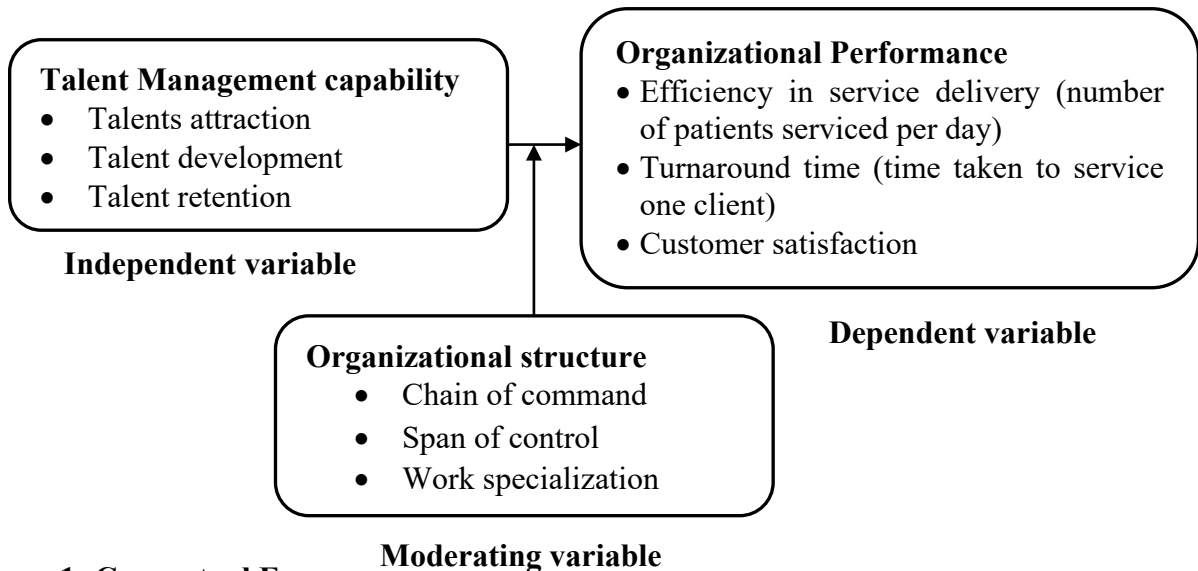 Talent Management capability
• Talents attraction
• Talent development
• Talent retention
Independent variable
Organizational Performance
• Efficiency in service delivery (number
of patients serviced per day)
• Turnaround time (time taken to service
one client)
• Customer satisfaction
Dependent variable
Organizational structure
• Chain of command
• Span of control
• Work specialization
Moderating variable